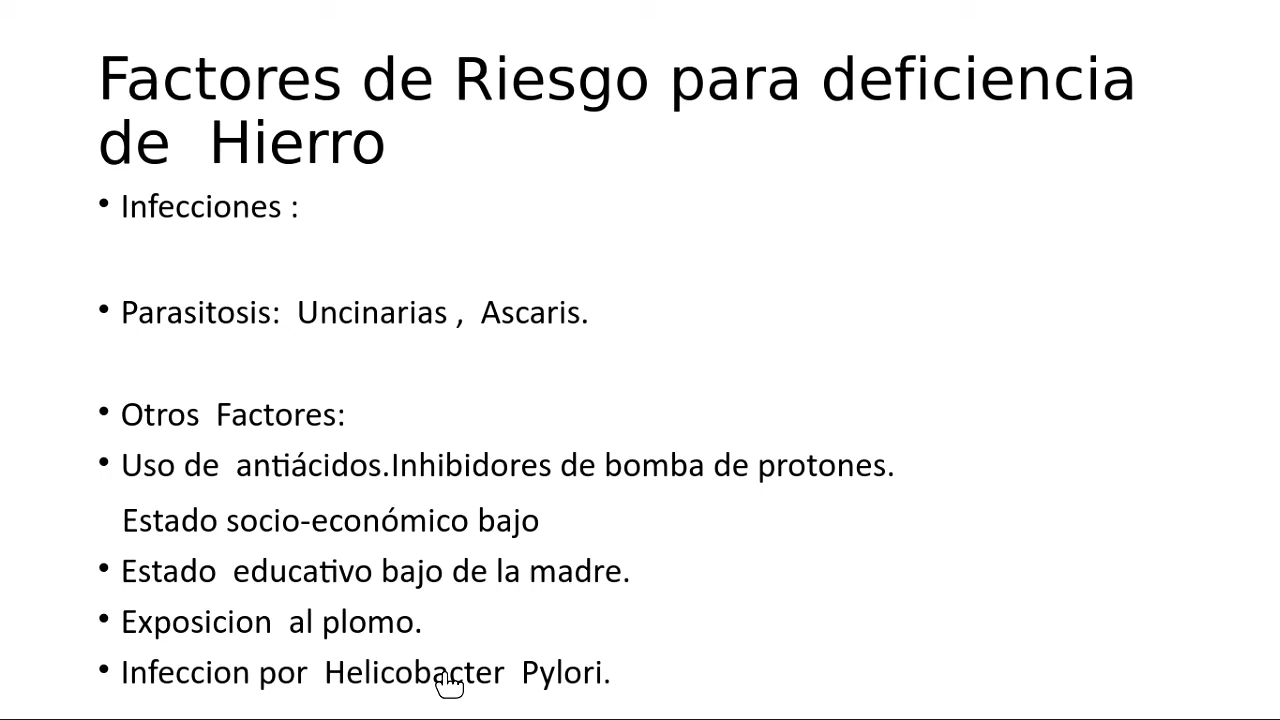 Factores de Riesgo para deficiencia
de  Hierro
• Infecciones :
• Parasitosis:  Uncinarias ,  Ascaris.
• Otros  Factores:
• Uso de  antiácidos.Inhibidores de bomba de protones.
Estado socio-económico bajo
• Estado  educativo bajo de la madre.
• Exposicion  al plomo.
• Infeccion por  Helicobacter  Pylori.